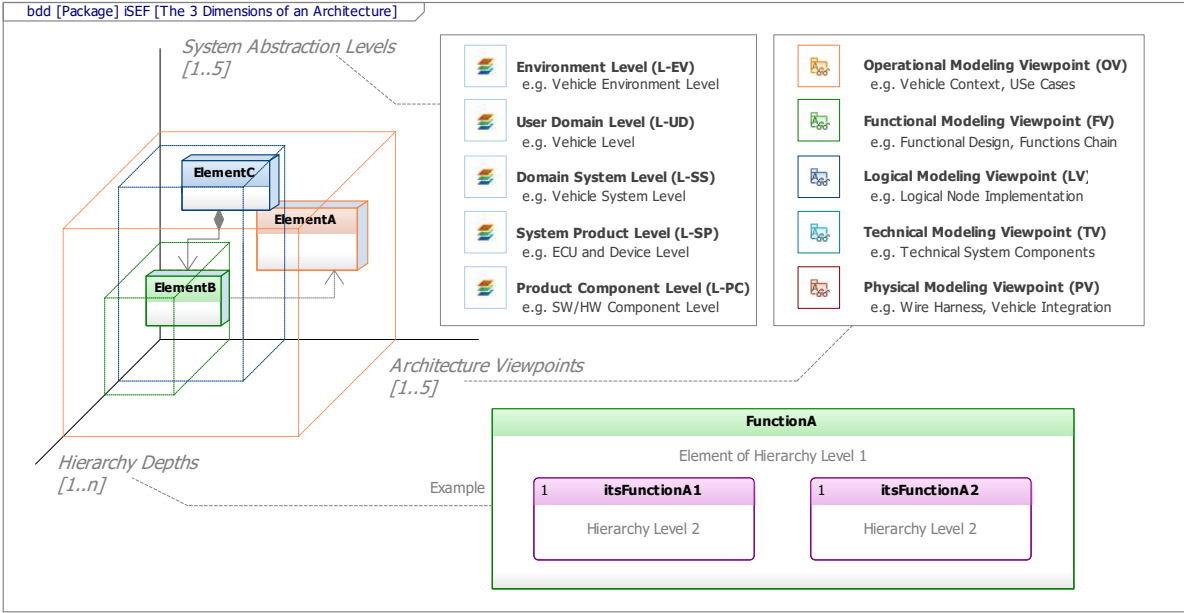 bdd [Package] iSEF [The 3 Dimensions of an Architecture]
System Abstraction Levels
[1..5]
ElementC
ElementA
ElementB
Environment Level (L-EV)
e.g. Vehicle Environment Level
User Domain Level (L-UD)
e.g. Vehicle Level
Domain System Level (L-SS)
e.g. Vehicle System Level
System Product Level (L-SP)
e.g. ECU and Device Level
Product Component Level (L-PC)
e.g. SW/HW Component Level
Operational Modeling Viewpoint (OV)
e.g. Vehicle Context, USe Cases
Functional Modeling Viewpoint (FV)
e.g. Functional Design, Functions Chain
Logical Modeling Viewpoint (LV)
e.g. Logical Node Implementation
Technical Modeling Viewpoint (TV)
e.g. Technical System Components
Physical Modeling Viewpoint (PV)
e.g. Wire Harness, Vehicle Integration
Architecture Viewpoints
[1..5]
Hierarchy Depths
[1..n]
Example
FunctionA
Element of Hierarchy Level 1
1 itsFunctionA1
Hierarchy Level 2
1 itsFunctionA2
Hierarchy Level 2